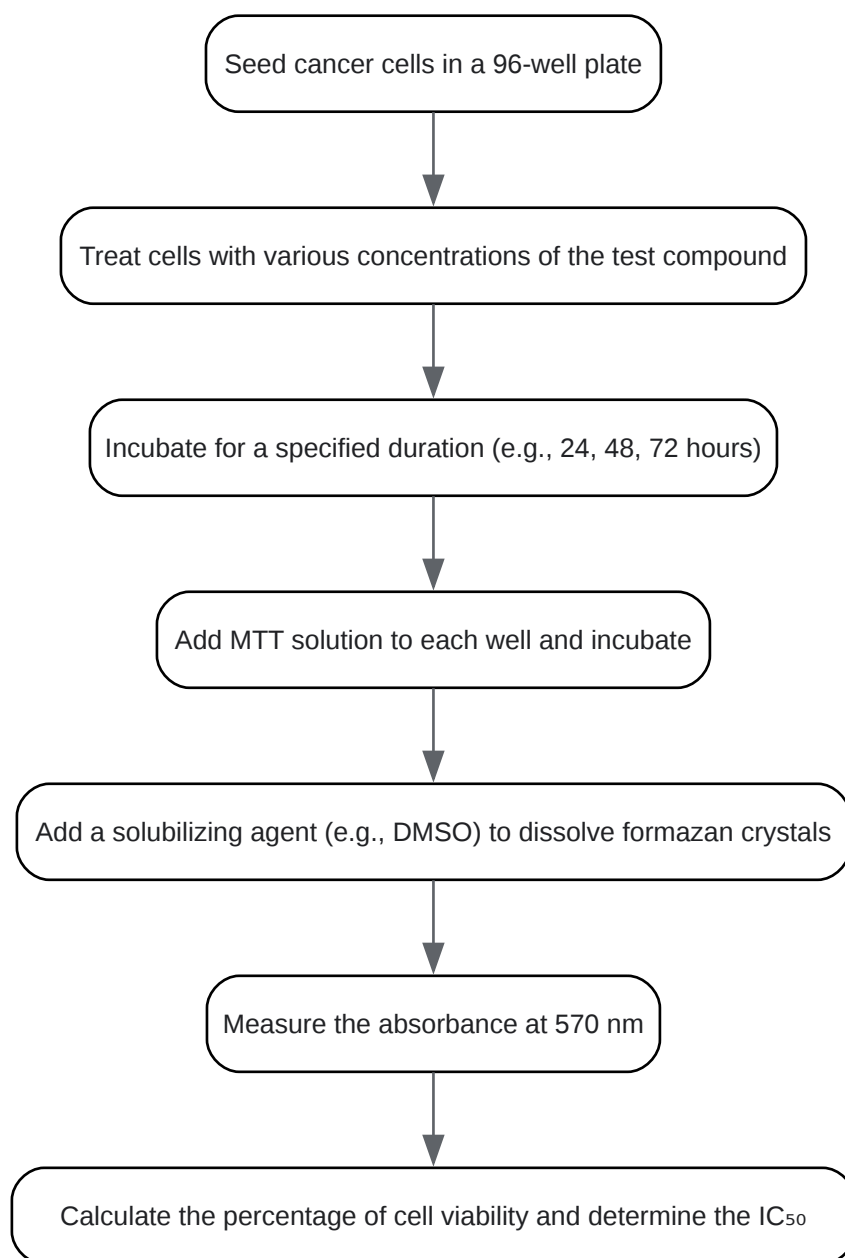 Seed cancer cells in a 96-well plate
Treat cells with various concentrations of the test compound
Incubate for a specified duration (e.g., 24, 48, 72 hours)
Add MTT solution to each well and incubate
Add a solubilizing agent (e.g., DMSO) to dissolve formazan crystals
Measure the absorbance at 570 nm
Calculate the percentage of cell viability and determine the IC₅₀